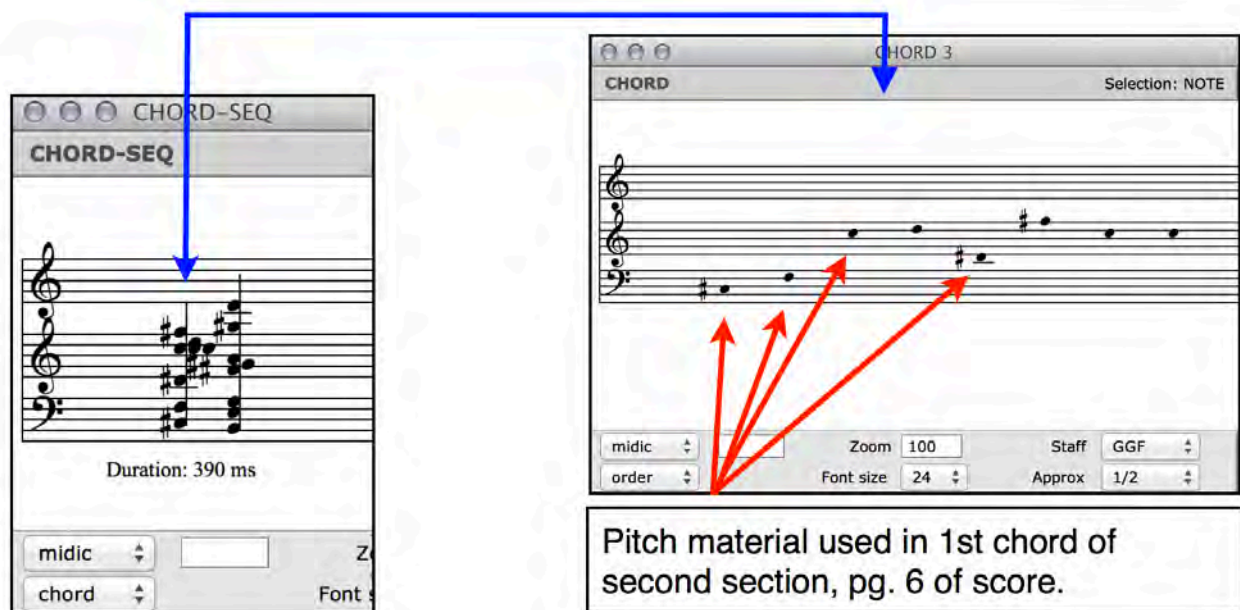 CHORD-SEQ
CHORD-SEQ
Duration: 390 ms
midic
chord
Font
CHORD 3
CHORD Selection: NOTE
midic Zoom 100 Staff GGF
order Font size 24 Approx 1/2
Pitch material used in 1st chord of
second section, pg. 6 of score.